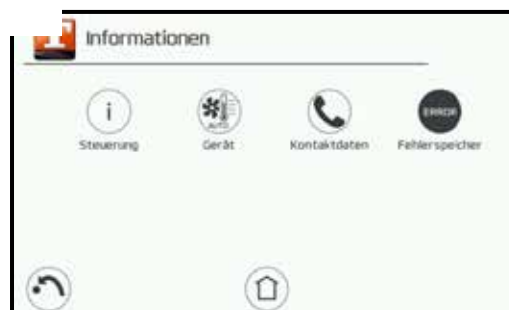 Informationen
i
AUTO
ERROR
Steuerung
Gerät
Kontaktdaten
Fehlerspeicher